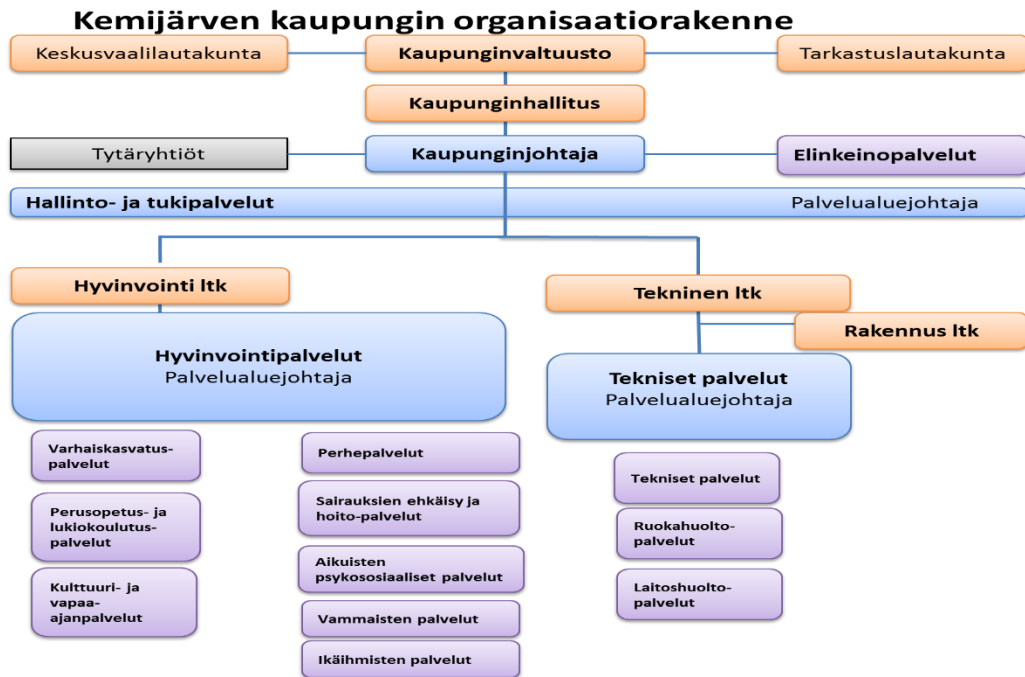 Kemijärven kaupungin organisaatiorakenne
Keskusvaalilautakunta
Kaupunginvaltuusto
Tarkastuslautakunta
Kaupunginhallitus
Tytäryhtiöt
Kaupunginjohtaja
Elinkeinopalvelut
Hallinto- ja tukipalvelut
Palvelualuejohtaja
Hyvinvointi ltk
Tekninen ltk
Rakennus ltk
Hyvinvointipalvelut
Palvelualuejohtaja
Tekniset palvelut
Palvelualuejohtaja
Varhaiskasvatus-
palvelut
Perusopetus- ja
lukiokoulutus-
palvelut
Kulttuuri- ja
vapaa-
ajanpalvelut
Perhepalvelut
Sairauksien ehkäisy ja
hoito-palvelut
Aikuisten
psykososiaaliset palvelut
Vammaisten palvelut
Ikäihmisten palvelut
Tekniset palvelut
Ruokahuolto-
palvelut
Laitoshuolto-
palvelut